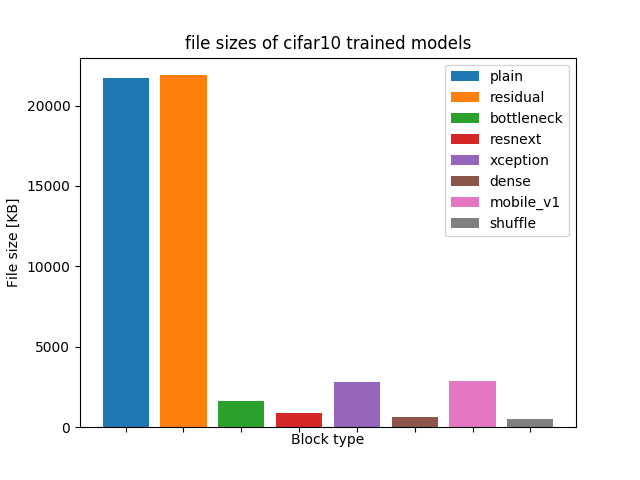 file sizes of cifar10 trained models
plain
residual
bottleneck
resnext
xception
dense
mobile_v1
shuffle
File size [KB]
20000
15000
10000
5000
0
Block type